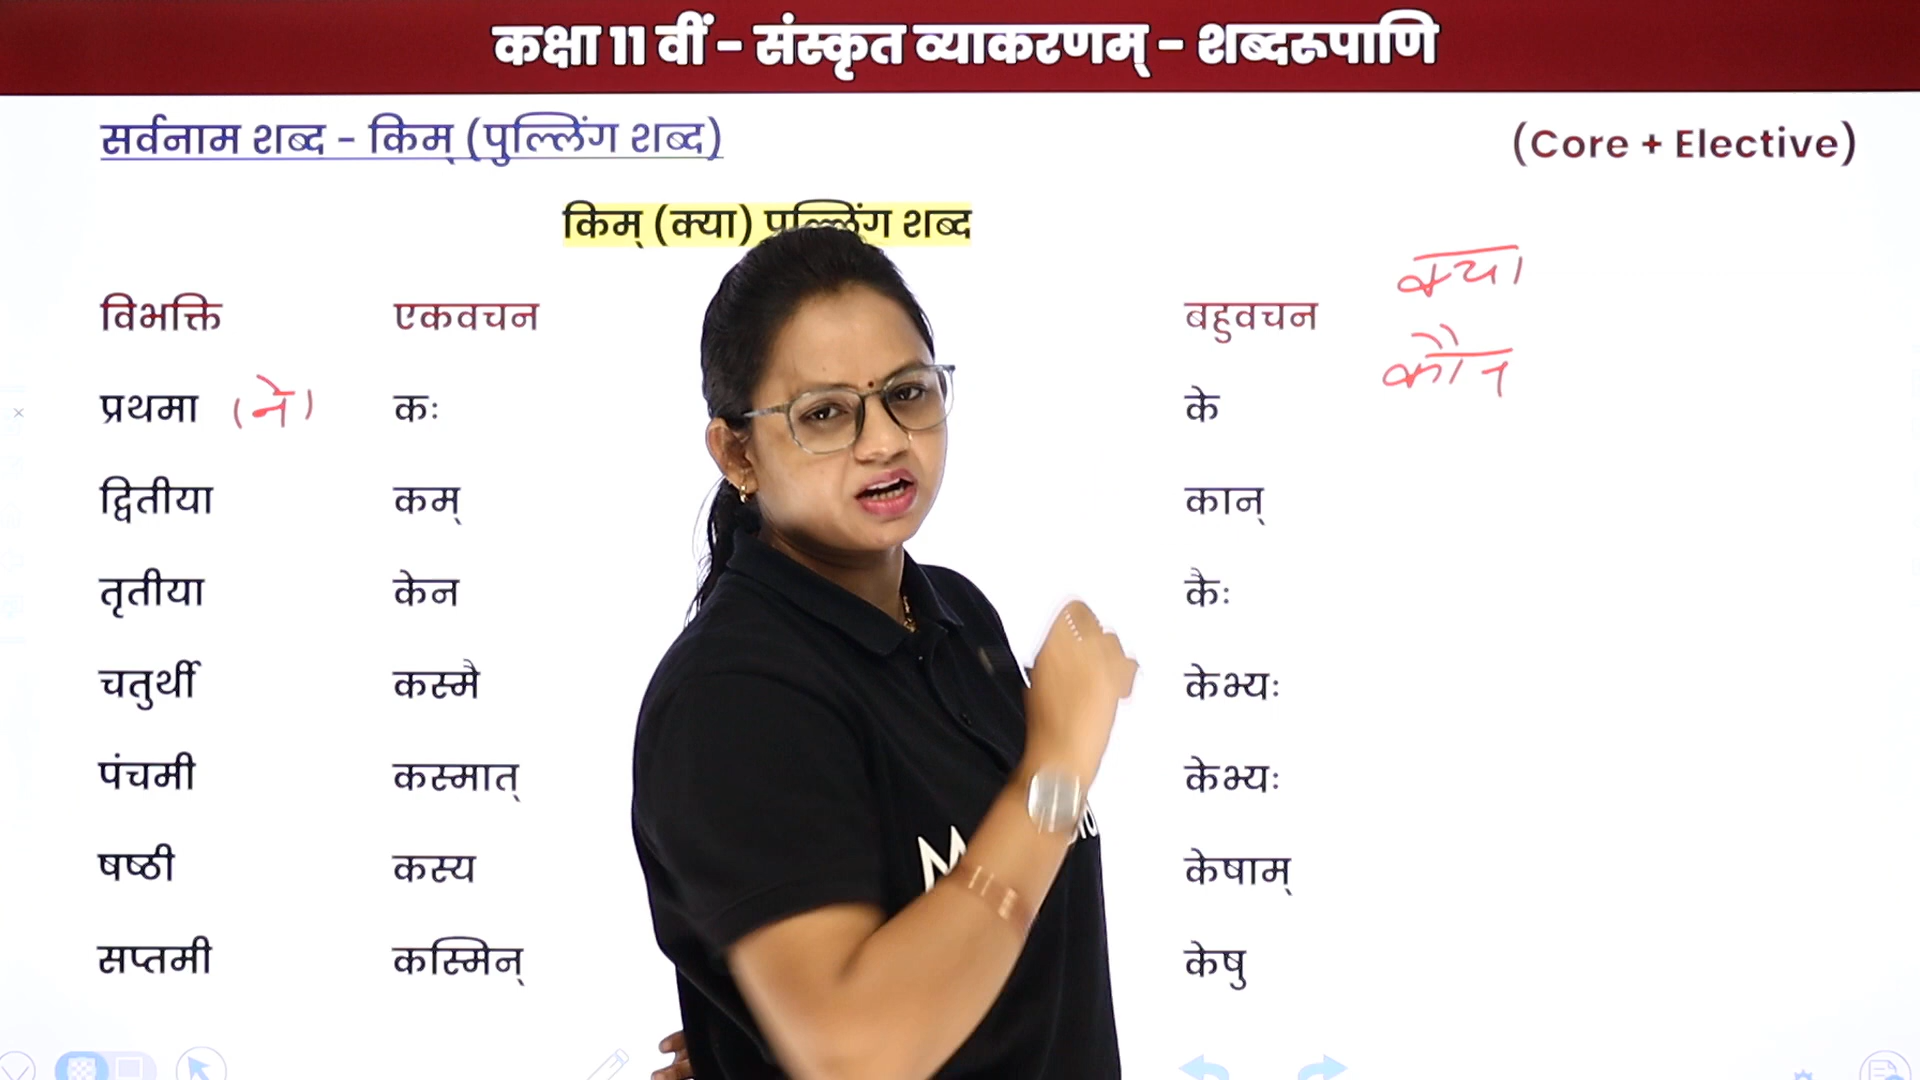 कक्षा 11 वीं - संस्कृत व्याकरणम् - शब्दरूपाणि
सर्वनाम शब्द - किम् (पुल्लिंग शब्द) (Core + Elective)
किम् (क्या) पुल्लिंग शब्द
क्या
विभक्ति एकवचन बहुवचन
कौन
प्रथमा (ने) कः के
द्वितीया कम् कान्
तृतीया केन कैः
चतुर्थी कस्मै केभ्यः
पंचमी कस्मात् केभ्यः
षष्ठी कस्य केषाम्
सप्तमी कस्मिन् केषु